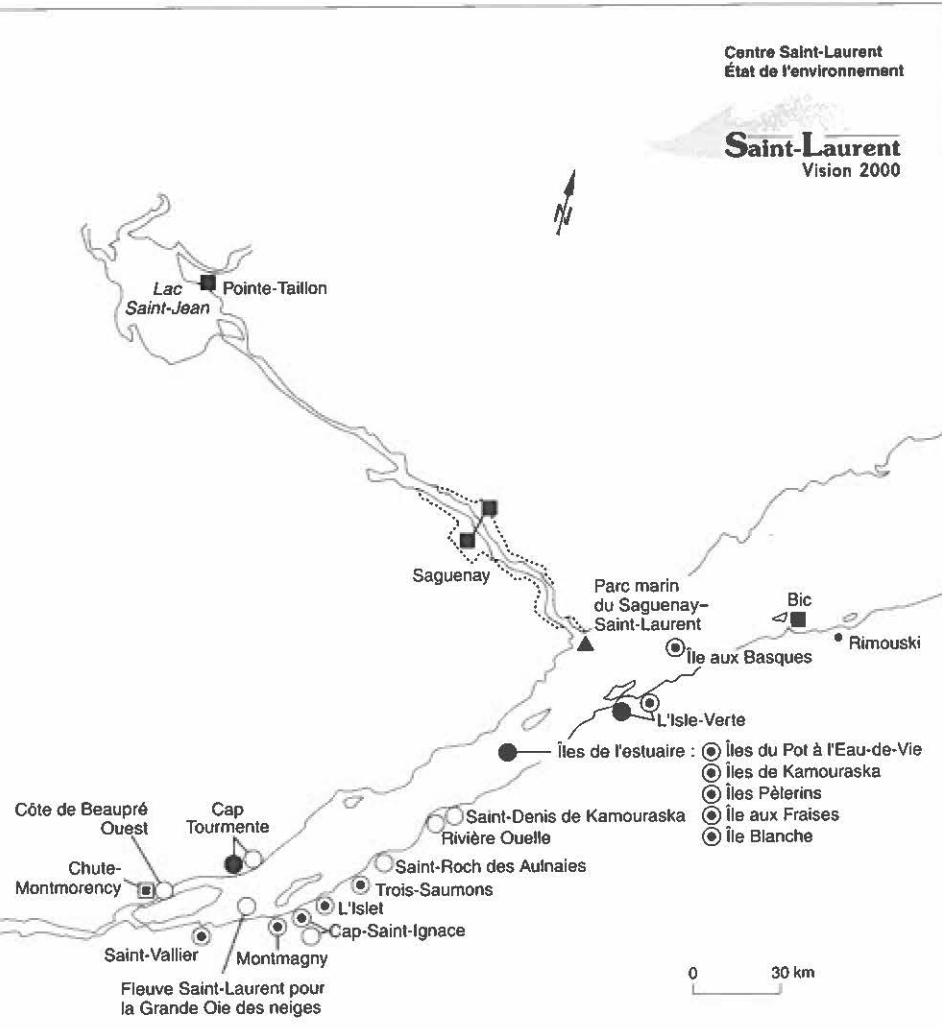 Centre Saint-Laurent
État de l'environnement
Saint-Laurent
Vision 2000
N
Lac
Saint-Jean
Pointe-Taillon
Saguenay
Parc marin
du Saguenay–
Saint-Laurent
Bic
Rimouski
Île aux Basques
L'Isle-Verte
Îles de l'estuaire :
Îles du Pot à l'Eau-de-Vie
Îles de Kamouraska
Îles Pèlerins
Île aux Fraises
Île Blanche
Côte de Beaupré
Ouest
Cap
Tourmente
Chute-
Montmorency
Saint-Denis de Kamouraska
Rivière Ouelle
Saint-Roch des Aulnaies
Trois-Saumons
L'Islet
Cap-Saint-Ignace
Saint-Vallier
Montmagny
Fleuve Saint-Laurent pour
la Grande Oie des neiges
0 30 km